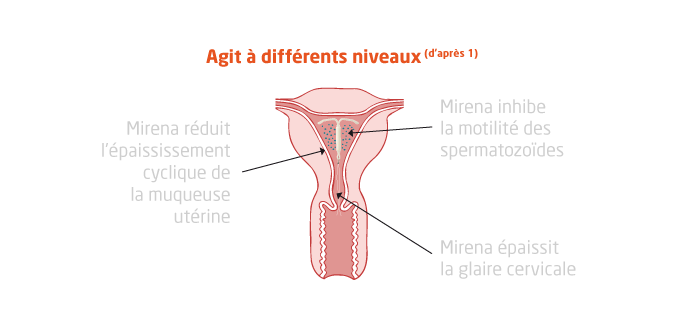 Agit à différents niveaux (d'après 1)
Mirena réduit
l'épaississement
cyclique de
la muqueuse
utérine
Mirena inhibe
la motilité des
spermatozoïdes
Mirena épaissit
la glaire cervicale